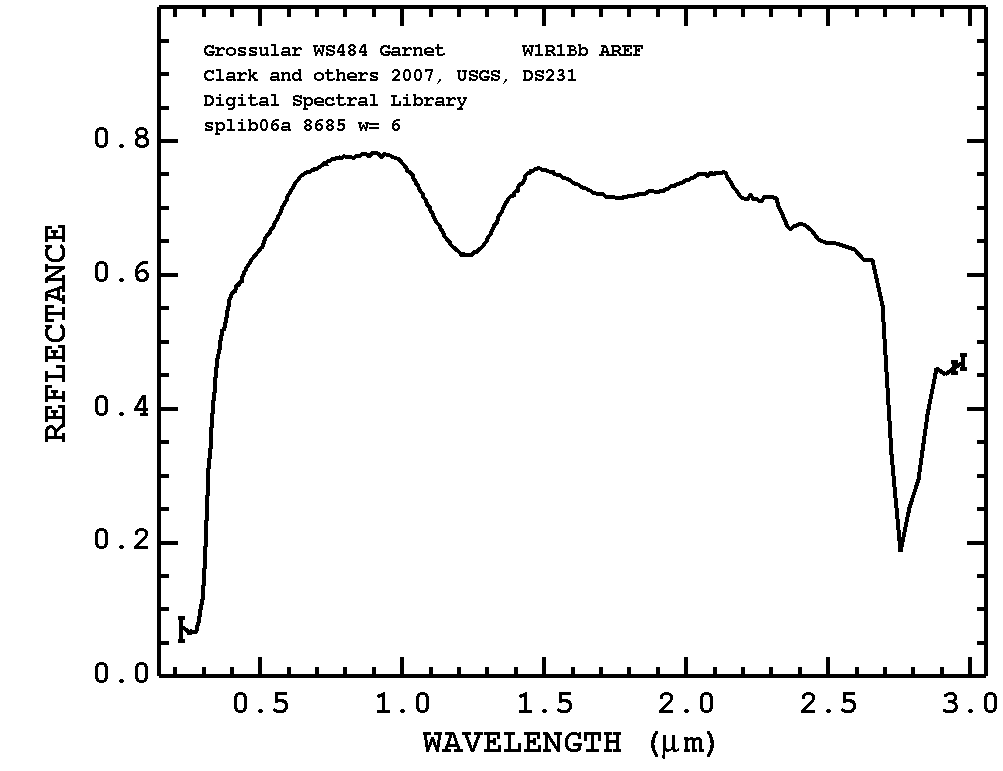 Grossular WS484 Garnet W1R1Bb AREF
Clark and others 2007, USGS, DS231
Digital Spectral Library
splib06a 8685 w= 6
0.8
0.6
0.4
0.2
0.0
REFLECTANCE
0.5 1.0 1.5 2.0 2.5 3.0
WAVELENGTH (μm)